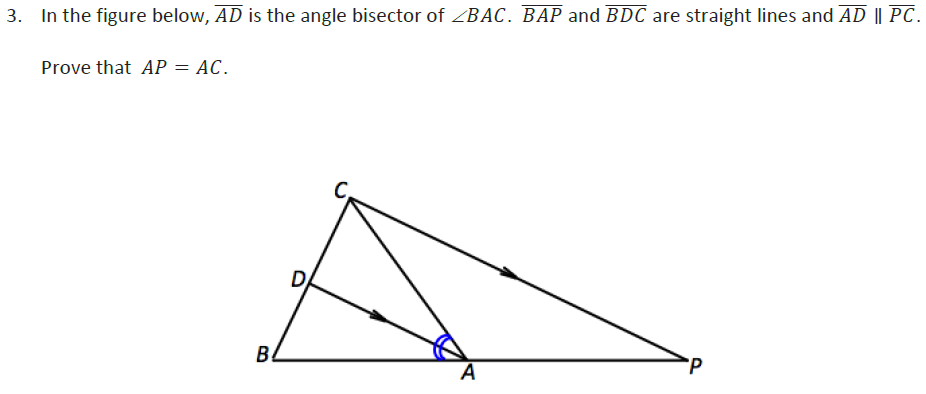 3. In the figure below, AD is the angle bisector of ∠BAC. BAP and BDC are straight lines and AD ∥ PC.
Prove that AP = AC.
C
D
B
A
P